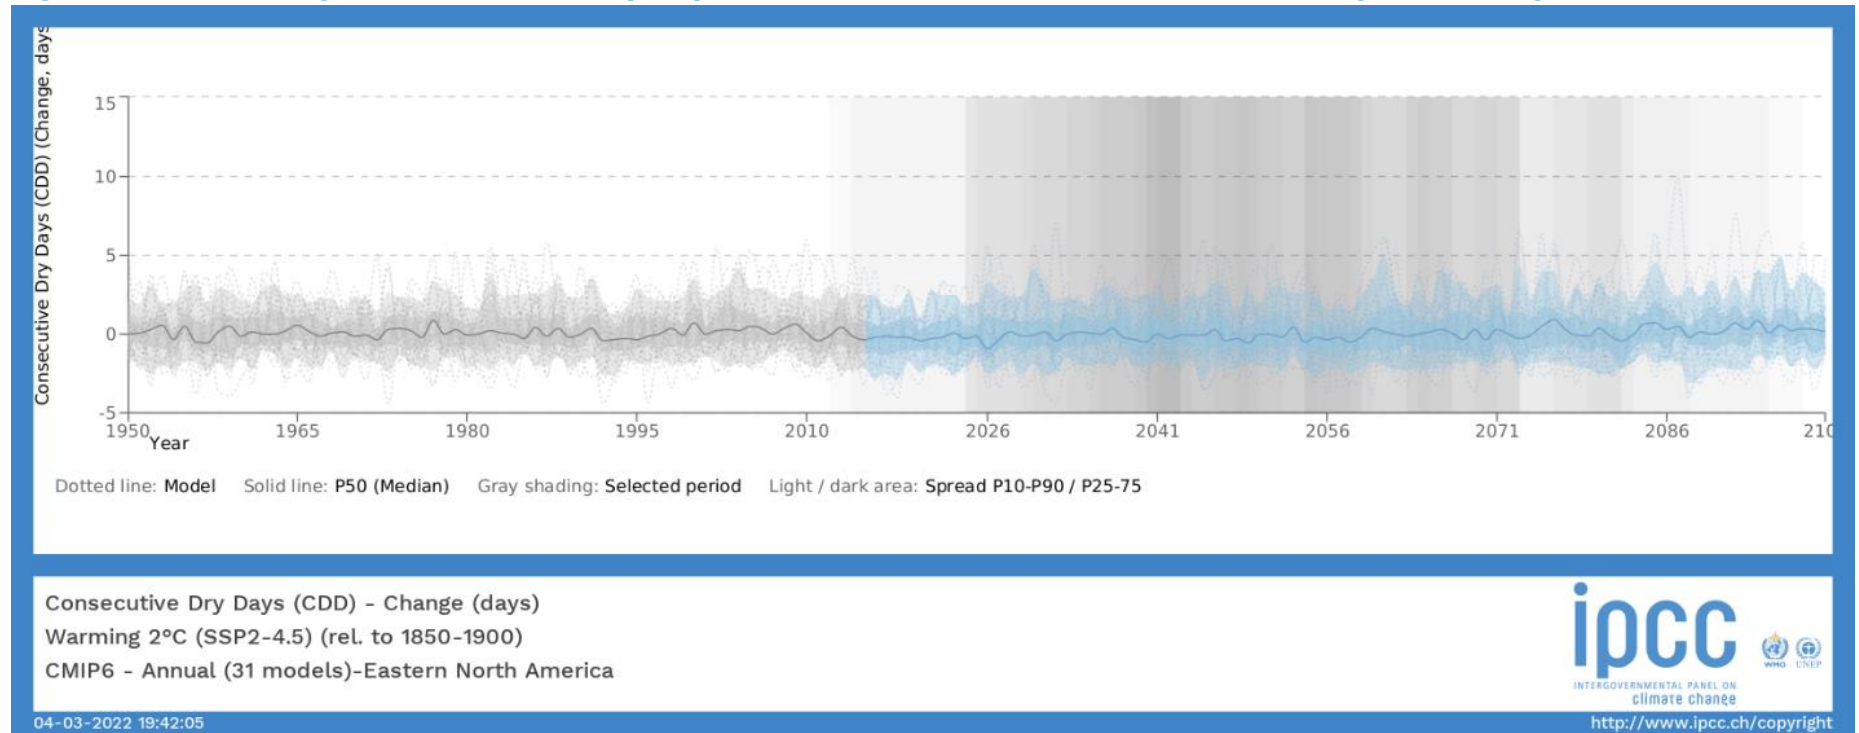 Consecutive Dry Days (CDD) (Change, days
15
10
5
0
-5
1950 1965 1980 1995 2010 2026 2041 2056 2071 2086 210
Year
Dotted line: Model Solid line: P50 (Median) Gray shading: Selected period Light / dark area: Spread P10-P90 / P25-75
Consecutive Dry Days (CDD) - Change (days)
Warming 2°C (SSP2-4.5) (rel. to 1850-1900)
CMIP6 - Annual (31 models)-Eastern North America
ipcc
INTERGOVERNMENTAL PANEL ON
climate change
WMO UNEP
04-03-2022 19:42:05
http://www.ipcc.ch/copyright